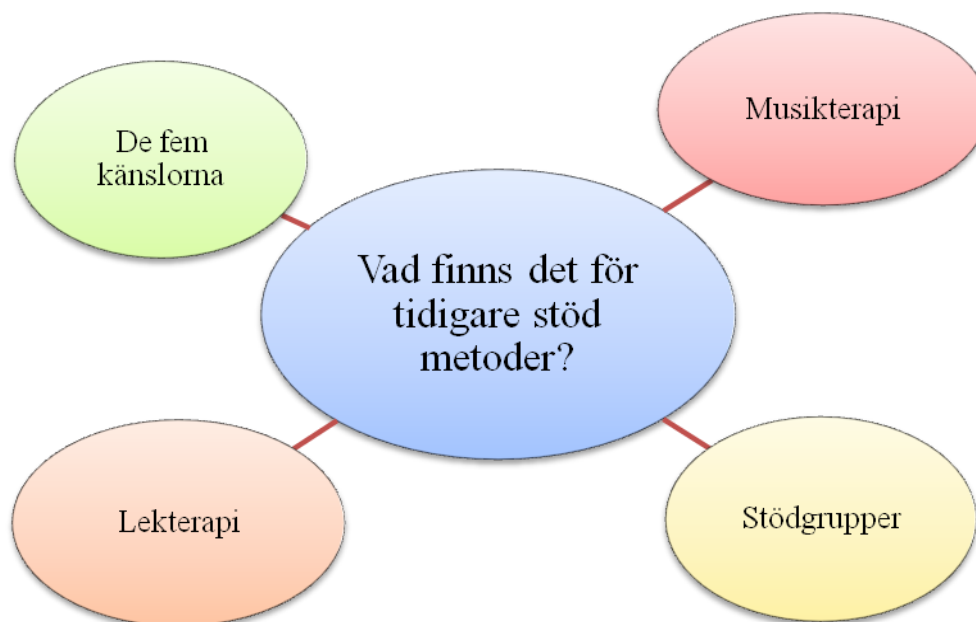 De fem
känslorna
Musikterapi
Vad finns det för
tidigare stöd
metoder?
Lekterapi
Stödgrupper